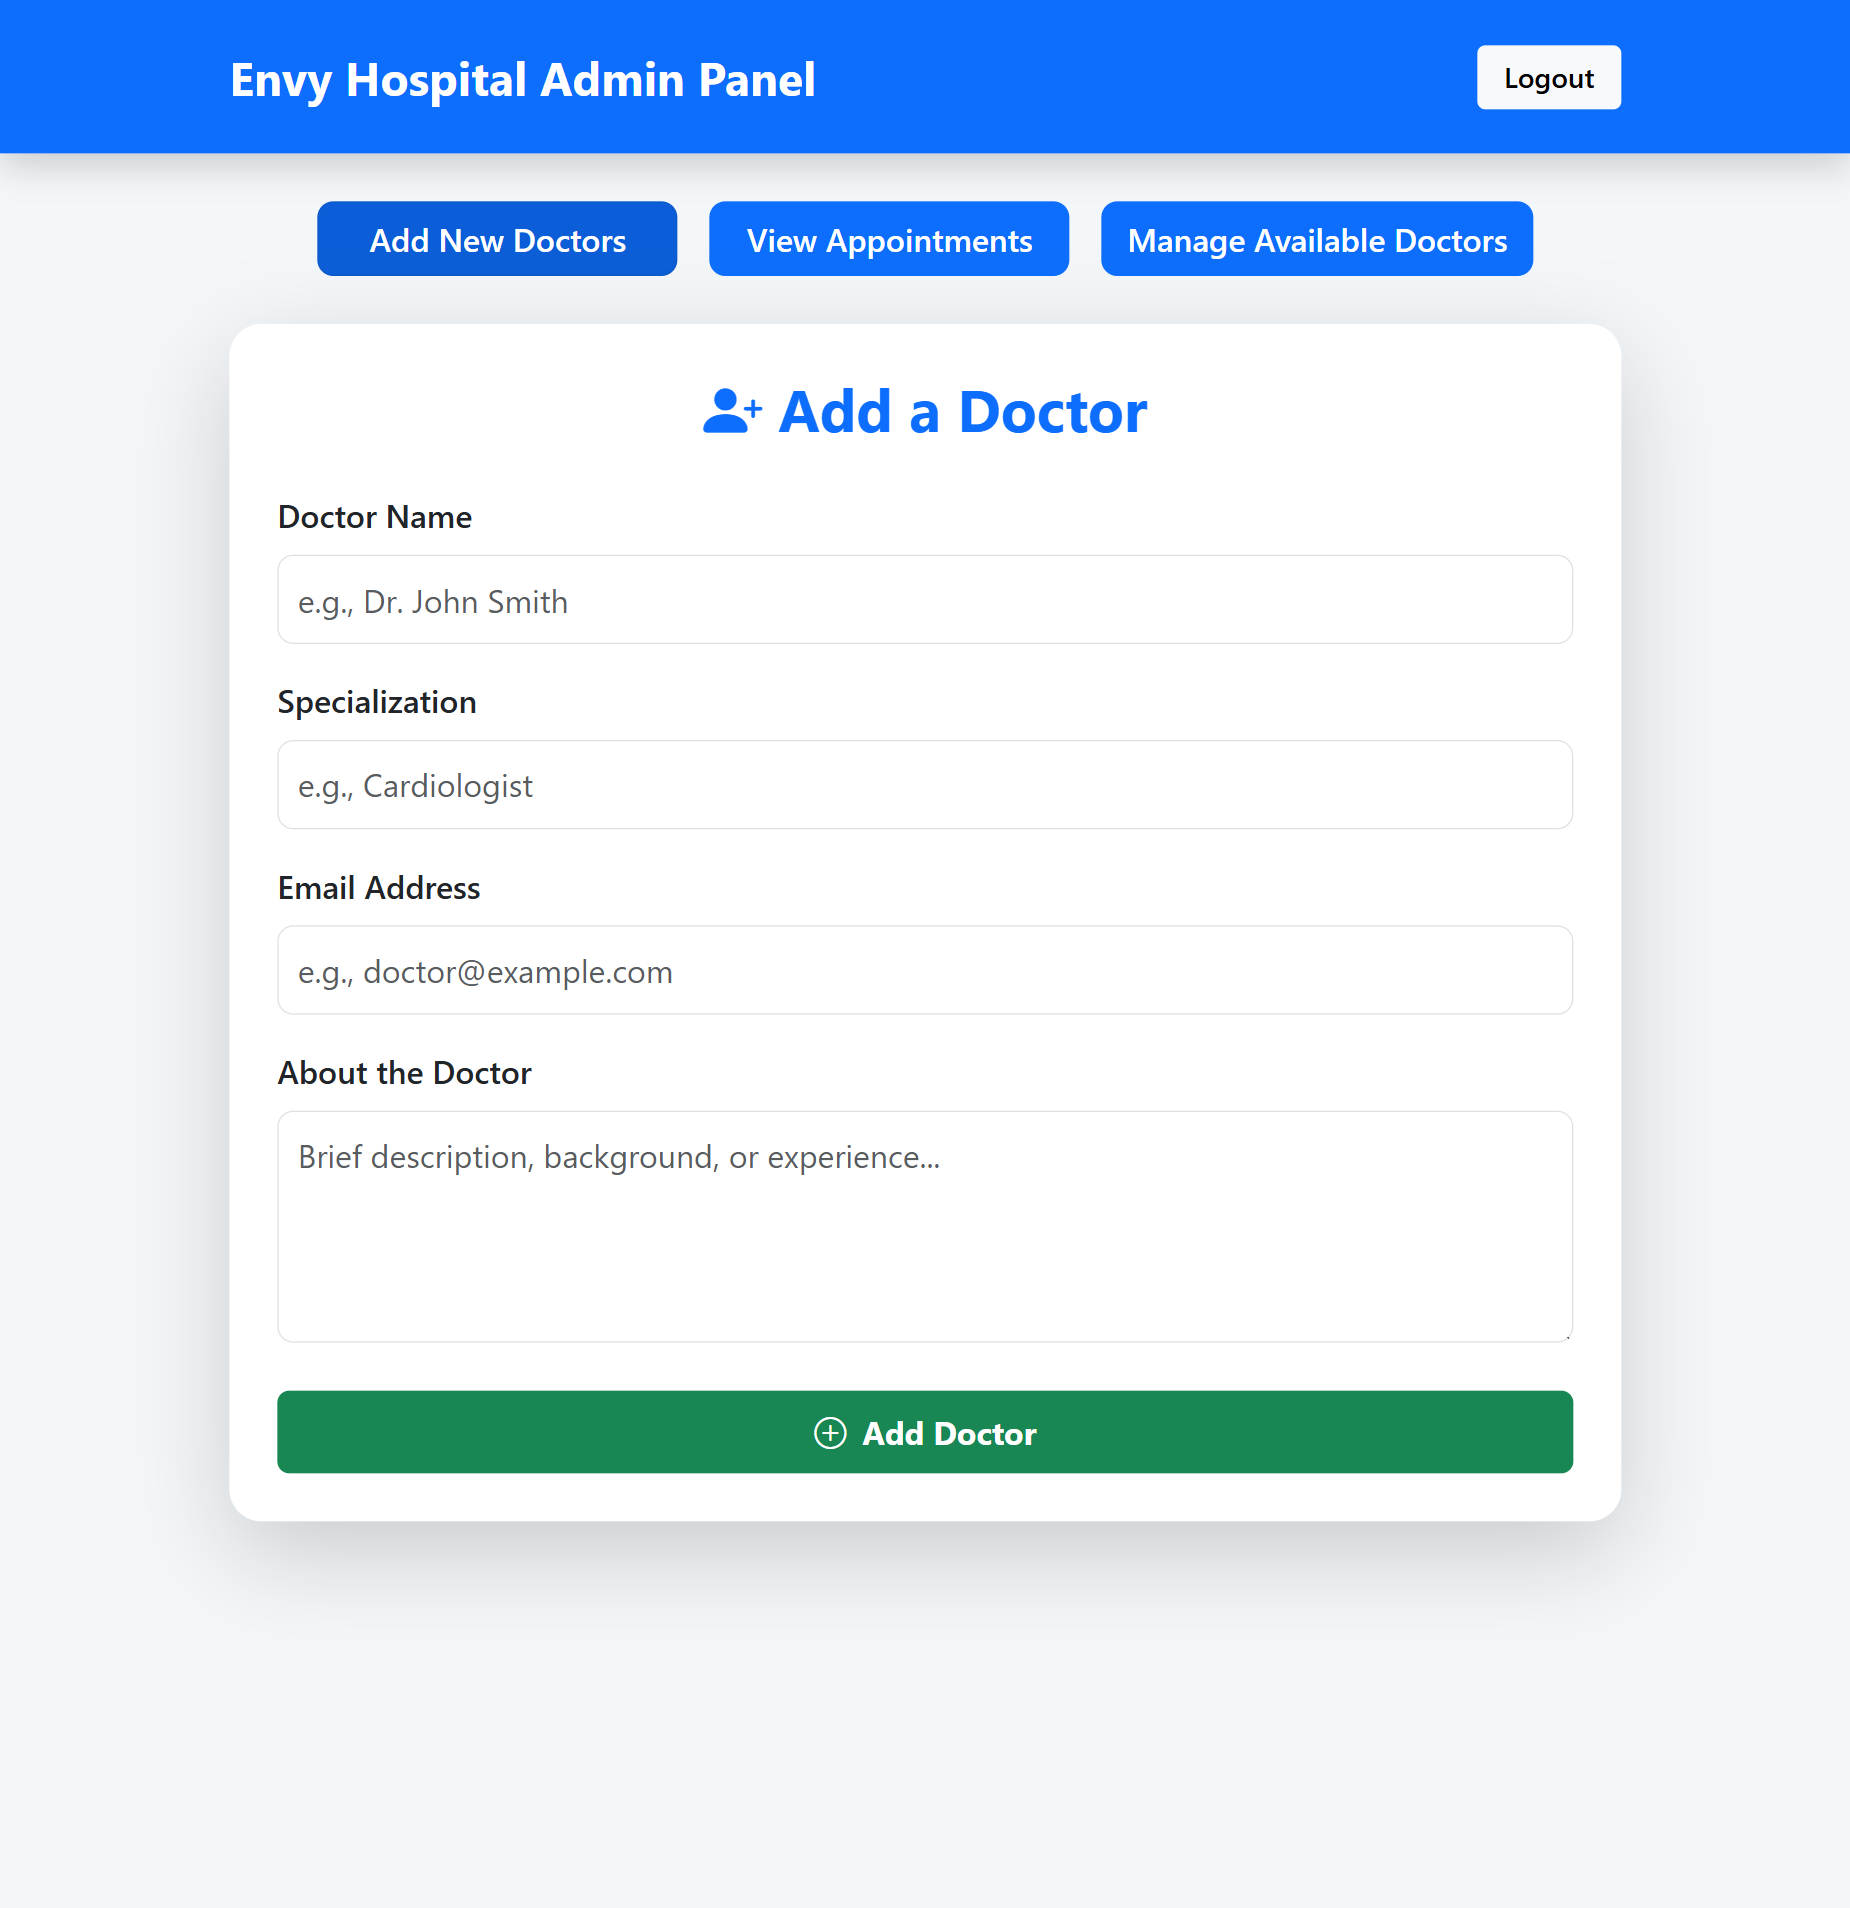 Envy Hospital Admin Panel
Logout
Add New Doctors
View Appointments
Manage Available Doctors
Add a Doctor
Doctor Name
e.g., Dr. John Smith
Specialization
e.g., Cardiologist
Email Address
e.g., doctor@example.com
About the Doctor
Brief description, background, or experience...
Add Doctor